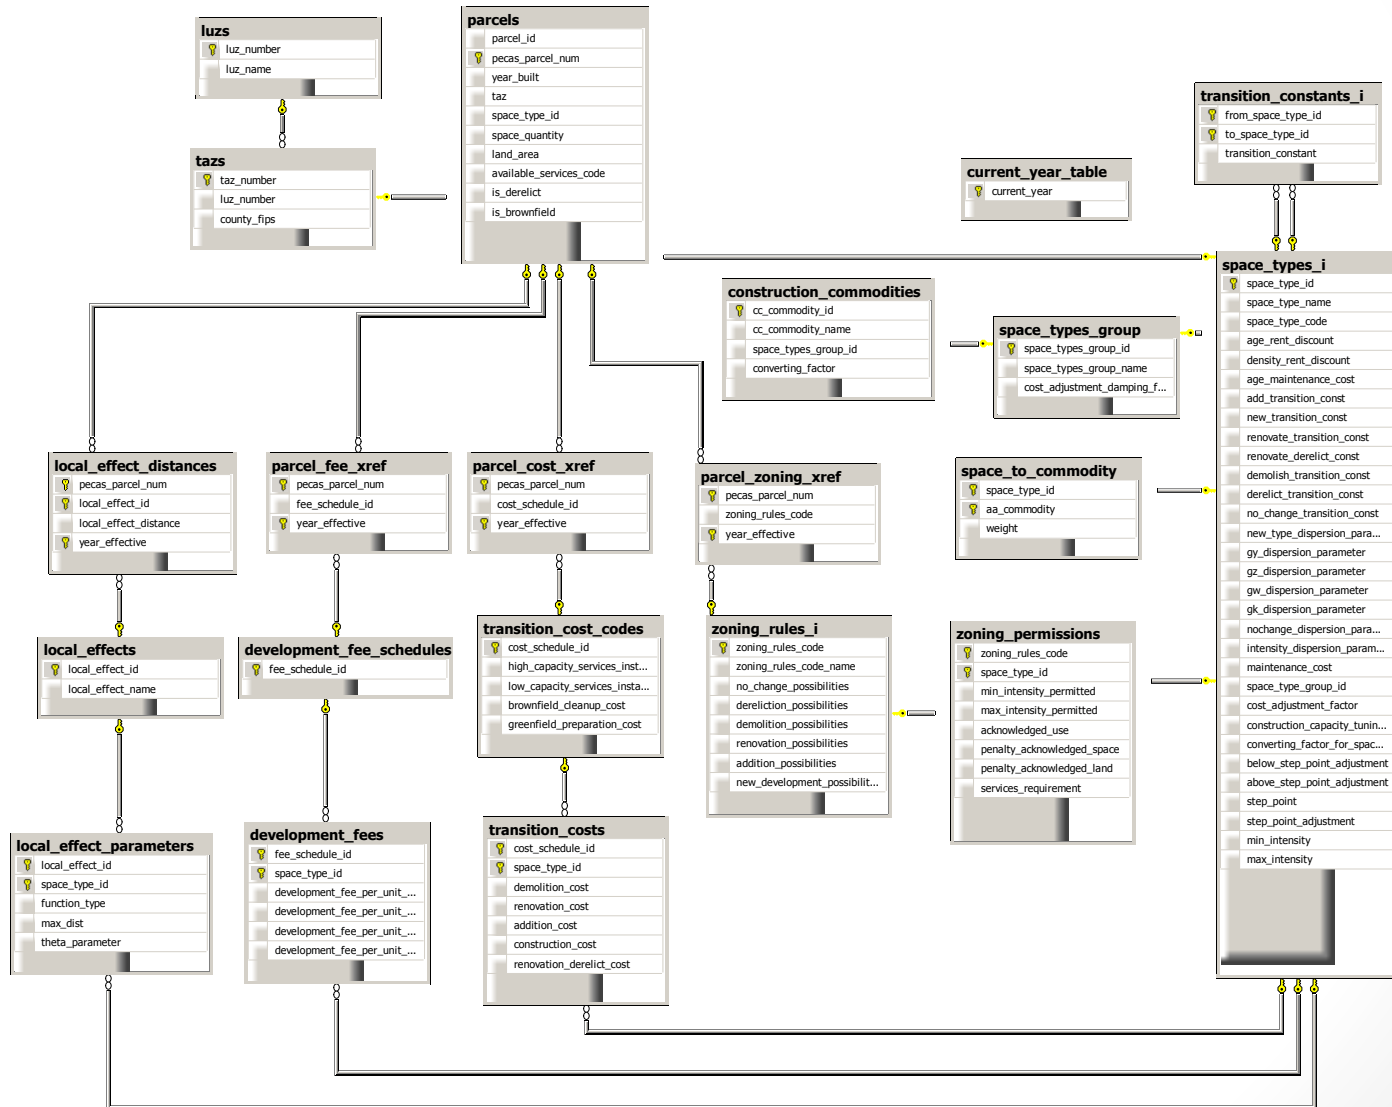 luzs
luz_number
luz_name
parcels
parcel_id
pecas_parcel_num
year_built
taz
space_type_id
space_quantity
land_area
available_services_code
is_derelict
is_brownfield
tazs
taz_number
luz_number
county_fips
transition_constants_i
from_space_type_id
to_space_type_id
transition_constant
current_year_table
current_year
construction_commodities
cc_commodity_id
cc_commodity_name
space_types_group_id
converting_factor
space_types_group
space_types_group_id
space_types_group_name
cost_adjustment_damping_f...
space_types_i
space_type_id
space_type_name
space_type_code
age_rent_discount
density_rent_discount
age_maintenance_cost
add_transition_const
new_transition_const
renovate_transition_const
renovate_derelict_const
demolish_transition_const
derelict_transition_const
no_change_transition_const
new_type_dispersion_para...
gy_dispersion_parameter
gz_dispersion_parameter
gw_dispersion_parameter
gk_dispersion_parameter
nochange_dispersion_para...
intensity_dispersion_param...
maintenance_cost
space_type_group_id
cost_adjustment_factor
construction_capacity_tunin...
converting_factor_for_spac...
below_step_point_adjustment
above_step_point_adjustment
step_point
step_point_adjustment
min_intensity
max_intensity
local_effect_distances
pecas_parcel_num
local_effect_id
local_effect_distance
year_effective
parcel_fee_xref
pecas_parcel_num
fee_schedule_id
year_effective
parcel_cost_xref
pecas_parcel_num
cost_schedule_id
year_effective
parcel_zoning_xref
pecas_parcel_num
zoning_rules_code
year_effective
space_to_commodity
space_type_id
aa_commodity
weight
local_effects
local_effect_id
local_effect_name
development_fee_schedules
fee_schedule_id
transition_cost_codes
cost_schedule_id
high_capacity_services_inst...
low_capacity_services_insta...
brownfield_cleanup_cost
greenfield_preparation_cost
zoning_rules_i
zoning_rules_code
zoning_rules_code_name
no_change_possibilities
dereliction_possibilities
demolition_possibilities
renovation_possibilities
addition_possibilities
new_development_possibilit...
zoning_permissions
zoning_rules_code
space_type_id
min_intensity_permitted
max_intensity_permitted
acknowledged_use
penalty_acknowledged_space
penalty_acknowledged_land
services_requirement
local_effect_parameters
local_effect_id
space_type_id
function_type
max_dist
theta_parameter
development_fees
fee_schedule_id
space_type_id
development_fee_per_unit_...
development_fee_per_unit_...
development_fee_per_unit_...
development_fee_per_unit_...
transition_costs
cost_schedule_id
space_type_id
demolition_cost
renovation_cost
addition_cost
construction_cost
renovation_derelict_cost